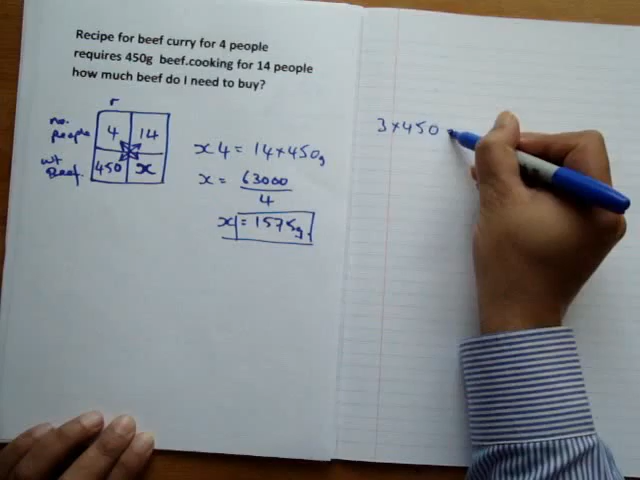 Recipe for beef curry for 4 people
requires 450g beef.cooking for 14 people
how much beef do I need to buy?
r
no. people 4 14
wt Beef. 450 x
x4 = 14×450g
x = 63000
4
x = 1575g.
3×450